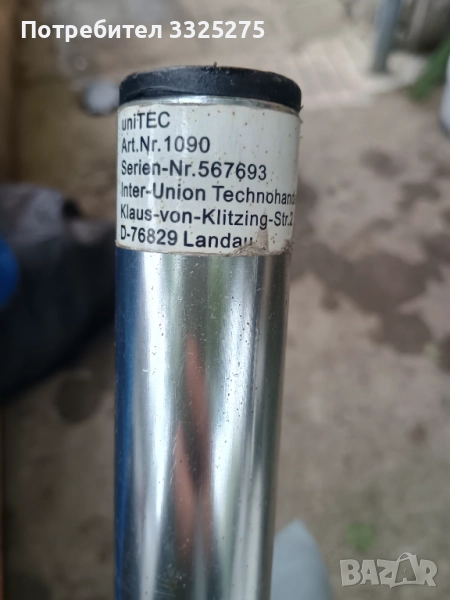 Потребител 3325275
uniTEC
Art.Nr.1090
Serien-Nr.567693
Inter-Union Technohand
Klaus-von-Klitzing-Str.2
D-76829 Landau
BAZAR